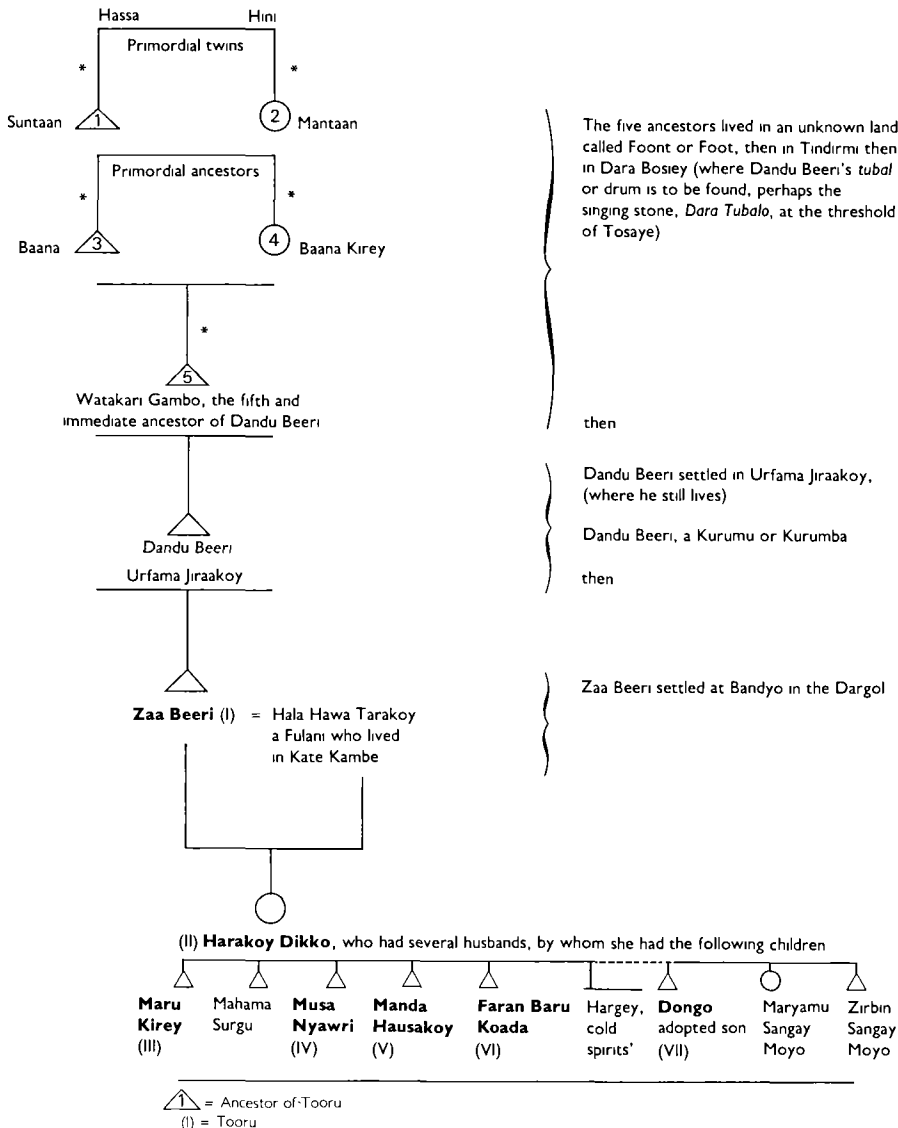 Hassa Hini
Primordial twins
* *
Suntaan 1 2 Mantaan
Primordial ancestors
* *
Baana 3 4 Baana Kirey
*
5
Watakari Gambo, the fifth and
immediate ancestor of Dandu Beeri
Dandu Beeri
Urfama Jiraakoy
Zaa Beeri (I) = Hala Hawa Tarakoy
a Fulani who lived
in Kate Kambe
The five ancestors lived in an unknown land
called Foont or Foot, then in Tindirmi then
in Dara Bosiey (where Dandu Beeri's tubal
or drum is to be found, perhaps the
singing stone, Dara Tubalo, at the threshold
of Tosaye)
then
Dandu Beeri settled in Urfama Jiraakoy,
(where he still lives)
Dandu Beeri, a Kurumu or Kurumba
then
Zaa Beeri settled at Bandyo in the Dargol
(II) Harakoy Dikko, who had several husbands, by whom she had the following children
Maru
Kirey
(III)
Mahama
Surgu
Musa
Nyawri
(IV)
Manda
Hausakoy
(V)
Faran Baru
Koada
(VI)
Hargey,
cold
spirits'
Dongo
adopted son
(VII)
Maryamu
Sangay
Moyo
Zirbin
Sangay
Moyo
1 = Ancestor of-Tooru
(I) = Tooru